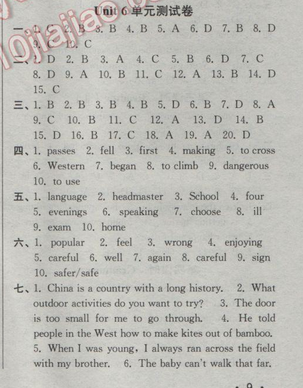 Unit 6 单元测试卷
一、1. C 2. B 3. B 4. B 5. A 6. D 7. B 8. D
9. C 10. C
二、1. D 2. B 3. A 4. C 5. B 6. D 7. C
8. D 9. A 10. B 11. C 12. A 13. B 14. D
15. C
三、1. B 2. B 3. B 4. B 5. D 6. B 7. D 8. A
9. C 10. B 11. C 12. A 13. D 14. B
15. D 16. B 17. C 18. A 19. A 20. D
四、1. passes 2. fell 3. first 4. making 5. to cross
6. Western 7. began 8. to climb 9. dangerous
10. to use
五、1. language 2. headmaster 3. School 4. four
5. evenings 6. speaking 7. choose 8. ill
9. exam 10. home
六、1. popular 2. feel 3. wrong 4. enjoying
5. careful 6. well 7. again 8. careful 9. sign
10. safer/safe
七、1. China is a country with a long history. 2. What
outdoor activities do you want to try? 3. The door
is too small for me to go through. 4. He told
people in the West how to make kites out of bamboo.
5. When I was young, I always ran across the field
with my brother. 6. The baby can't walk that far.
9